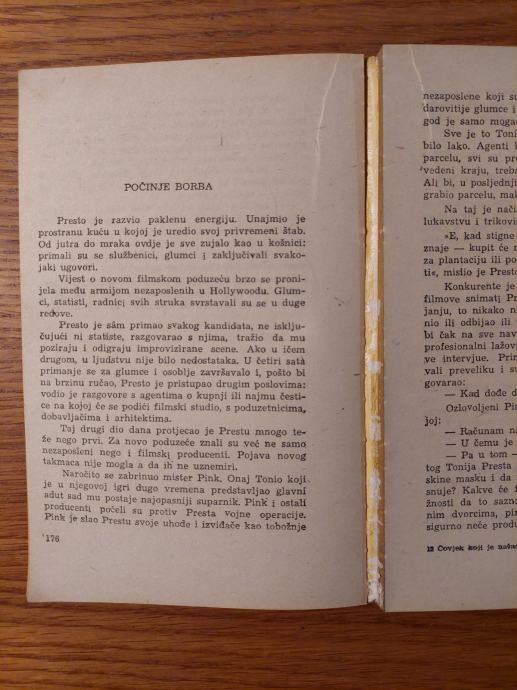 POČINJE BORBA
Presto je razvio paklenu energiju. Unajmio je
prostranu kuću u kojoj je uredio svoj privremeni štab.
Od jutra do mraka ovdje je sve zujalo kao u košnici:
primali su se službenici, glumci i zaključivali svako-
jaki ugovori.
Vijest o novom filmskom poduzeću brzo se proni-
jela među armijom nezaposlenih u Hollywoodu. Glum-
ci, statisti, radnici svih struka svrstavali su se u duge
redove.
Presto je sâm primao svakog kandidata, ne isklju-
čujući ni statiste, razgovarao s njima, tražio da mu
poziraju i odigraju improvizirane scene. Ako u ičem
drugom, u ljudstvu nije bilo nedostataka. U četiri sata
primanje se za glumce i osoblje završavalo i, pošto bi
na brzinu ručao, Presto je pristupao drugim poslovima:
vodio je razgovore s agentima o kupnji ili najmu česti-
ce na kojoj će se podići filmski studio, s poduzetnicima,
dobavljačima i arhitektima.
Taj drugi dio dana protjecao je Prestu mnogo te-
že nego prvi. Za novo poduzeće znali su već ne samo
nezaposleni nego i filmski producenti. Pojava novog
takmaca nije mogla a da ih ne uznemiri.
Naročito se zabrinuo mister Pink. Onaj Tonio koji
je u njegovoj igri dugo vremena predstavljao glavni
adut sad mu postaje najopasniji suparnik. Pink i ostali
producenti počeli su protiv Presta vojne operacije.
Pink je slao Prestu svoje uhode i izviđače kao tobožnje
176
nezaposlene koji su
darovitije glumce i
god je samo mogao
Sve je to Tonio
bilo lako. Agenti
parcelu, svi su pro
vedeni kraju, treba
Ali bi, u posljednji
grabio parcelu, mak
Na taj je nači
lukavstvu i trikovim
»E, kad stigne
znaje — kupit će
za plantaciju ili po
ti«, mislio je Prest
Konkurente je
filmove snimati P
janju, to nikako n
nio ili odbijao ili
bao čak na sve nav
profesionalni lažov
ve intervjue. Prim
vali preveliku i su
govarao:
— Kad dođe d
Ozlovoljeni Pin
joj:
— Računam na
— U čemu je
— Pa u tom —
tog Tonija Presta
skine masku i da
snuje? Kakve će f
žnosti da to sazno
nim dvorcima, pi
sigurno neće produ
12 Čovjek koji je našao